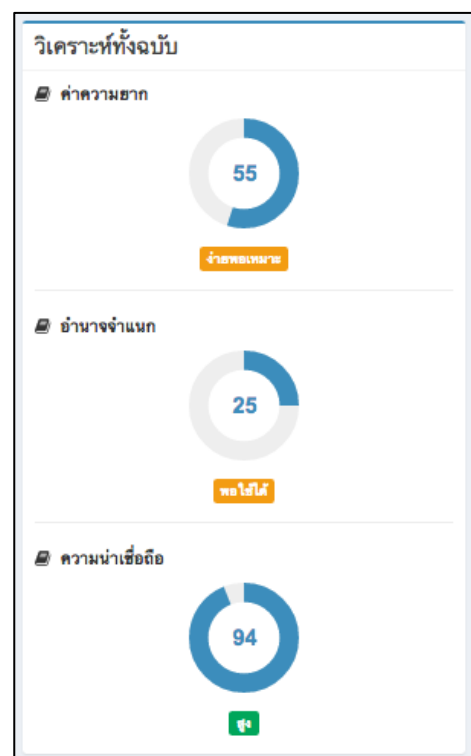 วิเคราะห์ทั้งฉบับ
ค่าความยาก
55
ง่ายพอเหมาะ
อำนาจจำแนก
25
พอใช้ได้
ความน่าเชื่อถือ
94
สูง